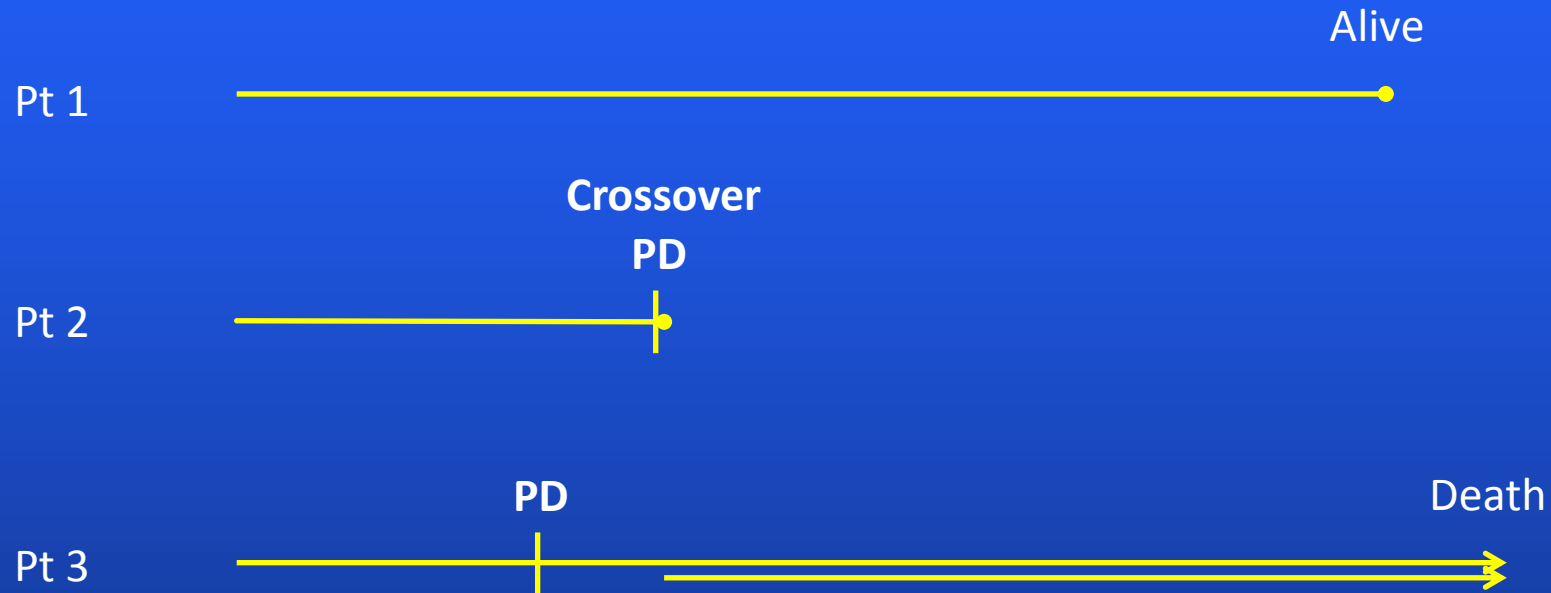 Alive
Pt 1
Crossover
PD
Pt 2
PD
Death
Pt 3